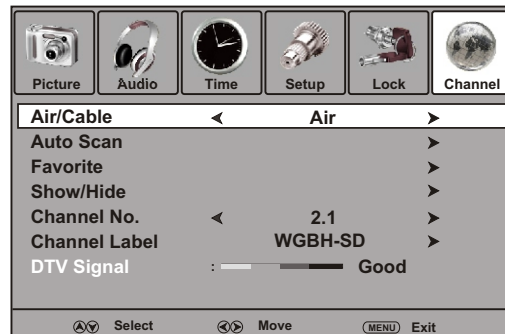 Picture Audio Time Setup Lock Channel
Air/Cable Air
Auto Scan
Favorite
Show/Hide
Channel No. 2.1
Channel Label WGBH-SD
DTV Signal : Good
Select Move MENU Exit